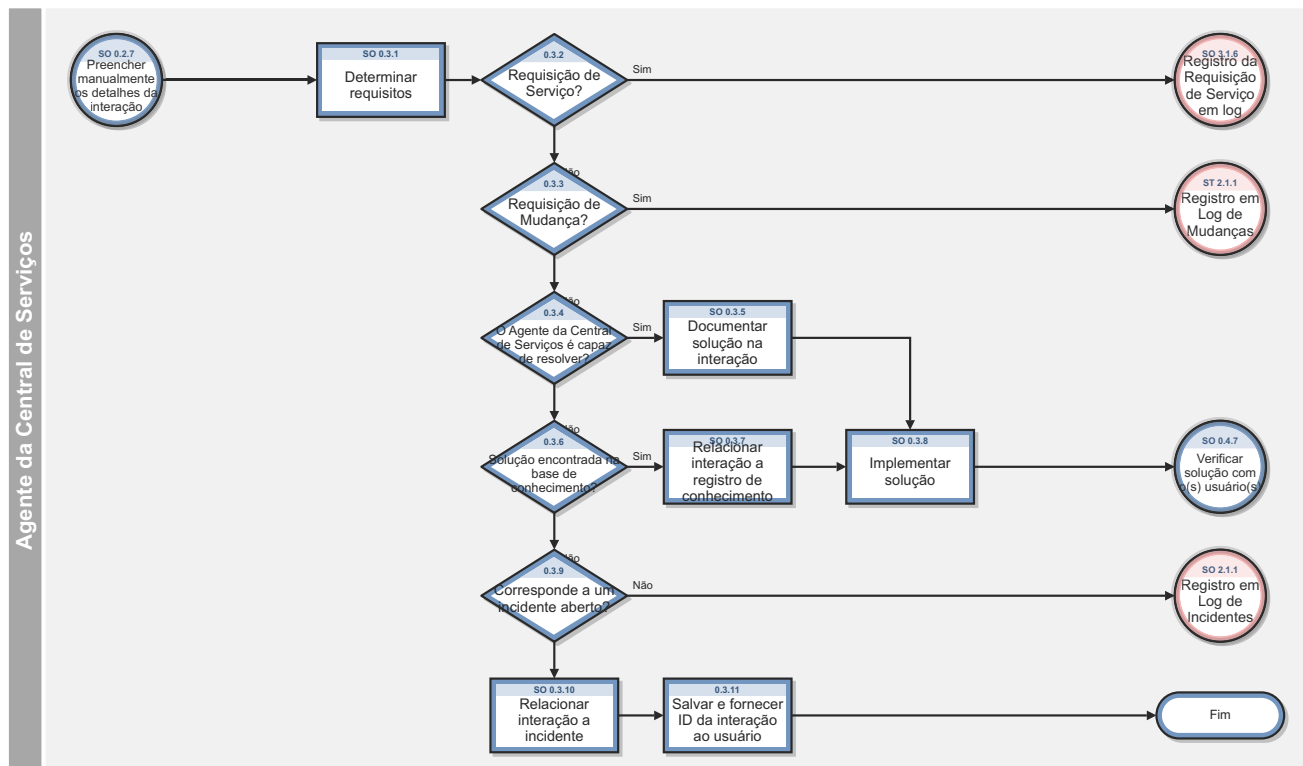 Agente da Central de Serviços
SO 0.2.7
Preencher
manualmente
os detalhes da
interação
SO 0.3.1
Determinar
requisitos
0.3.2
Requisição de
Serviço?
Sim
SO 3.1.6
Registro da
Requisição
de Serviço
em log
0.3.3
Requisição de
Mudança?
Sim
ST 2.1.1
Registro em
Log de
Mudanças
0.3.4
O Agente da Central
de Serviços é capaz
de resolver?
Sim
SO 0.3.5
Documentar
solução na
interação
0.3.6
Solução encontrada na
base de
conhecimento?
Sim
SO 0.3.7
Relacionar
interação a
registro de
conhecimento
SO 0.3.8
Implementar
solução
SO 0.4.7
Verificar
solução com
o(s) usuário(s)
0.3.9
Corresponde a um
incidente aberto?
Não
SO 2.1.1
Registro em
Log de
Incidentes
SO 0.3.10
Relacionar
interação a
incidente
0.3.11
Salvar e fornecer
ID da interação
ao usuário
Fim